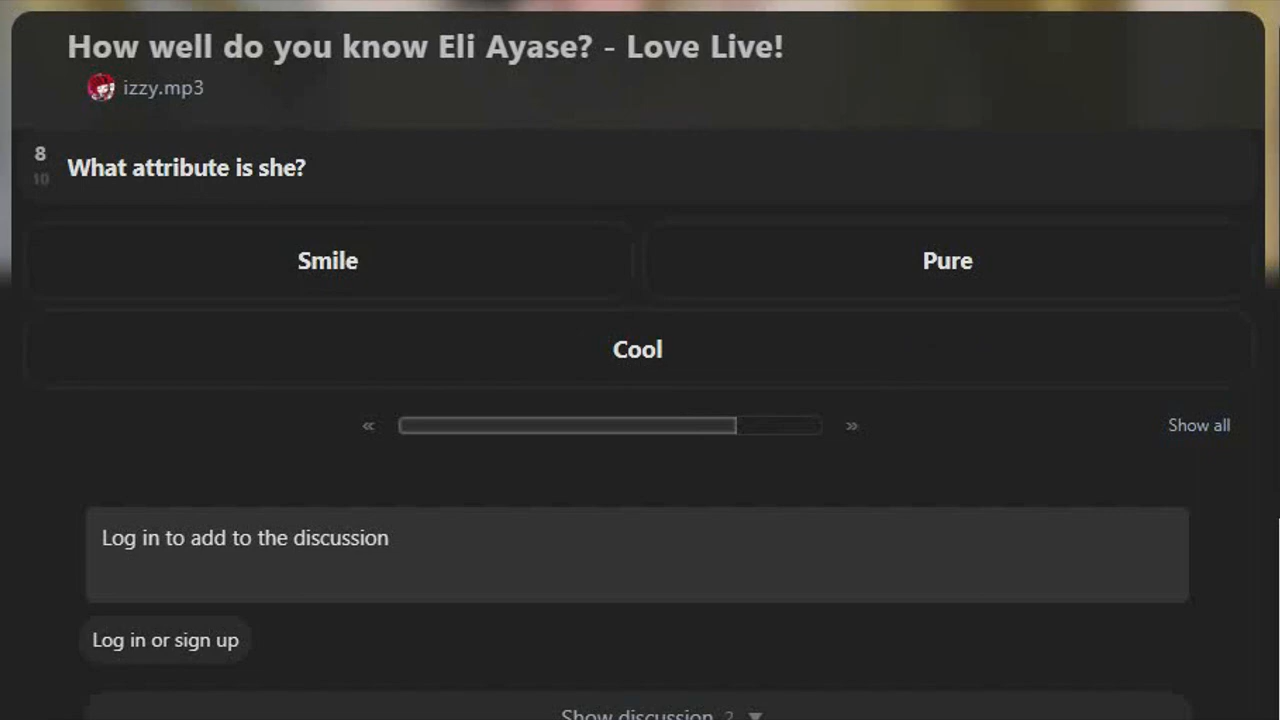 How well do you know Eli Ayase? - Love Live!
izzy.mp3
8
10
What attribute is she?
Smile
Pure
Cool
« » Show all
Log in to add to the discussion
Log in or sign up
Show discussion 2 ▼